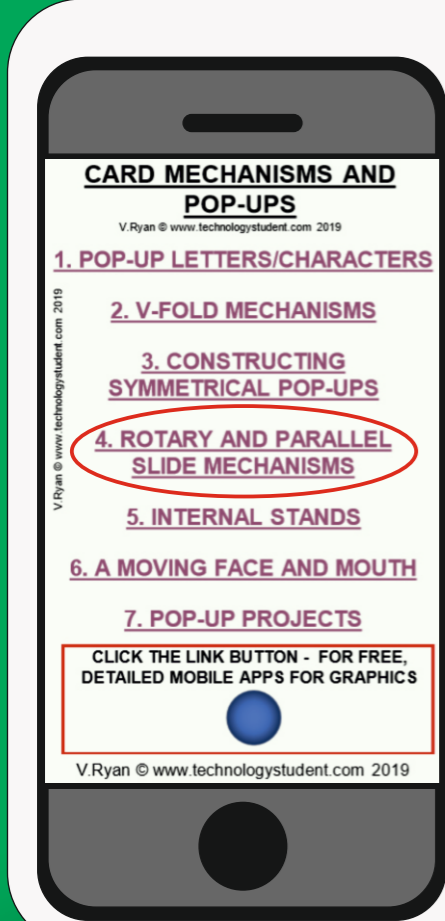 CARD MECHANISMS AND
POP-UPS
V.Ryan © www.technologystudent.com 2019
1. POP-UP LETTERS/CHARACTERS
2. V-FOLD MECHANISMS
3. CONSTRUCTING
SYMMETRICAL POP-UPS
4. ROTARY AND PARALLEL
SLIDE MECHANISMS
5. INTERNAL STANDS
6. A MOVING FACE AND MOUTH
7. POP-UP PROJECTS
V.Ryan © www.technologystudent.com 2019
CLICK THE LINK BUTTON - FOR FREE,
DETAILED MOBILE APPS FOR GRAPHICS
V.Ryan © www.technologystudent.com 2019